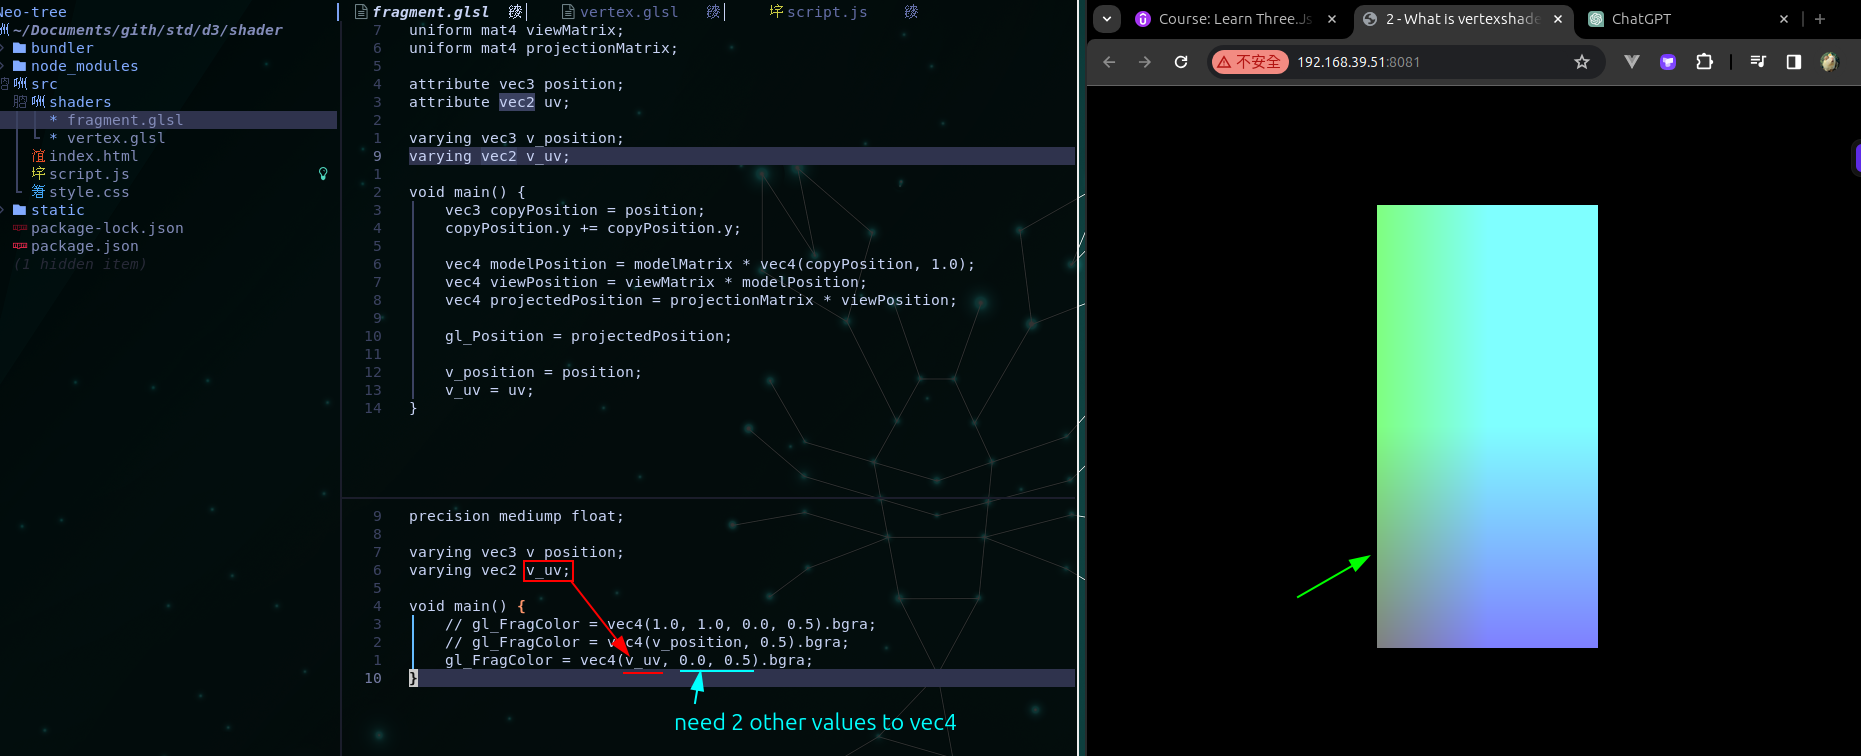 Neo-tree
~/Documents/gith/std/d3/shader
bundler
node_modules
src
shaders
* fragment.glsl
* vertex.glsl
index.html
script.js
style.css
static
package-lock.json
package.json
(1 hidden item)
fragment.glsl vertex.glsl script.js
7 uniform mat4 viewMatrix;
6 uniform mat4 projectionMatrix;
5
4 attribute vec3 position;
3 attribute vec2 uv;
2
1 varying vec3 v_position;
9 varying vec2 v_uv;
1
2 void main() {
3 vec3 copyPosition = position;
4 copyPosition.y += copyPosition.y;
5
6 vec4 modelPosition = modelMatrix * vec4(copyPosition, 1.0);
7 vec4 viewPosition = viewMatrix * modelPosition;
8 vec4 projectedPosition = projectionMatrix * viewPosition;
9
10 gl_Position = projectedPosition;
11
12 v_position = position;
13 v_uv = uv;
14 }
9 precision mediump float;
8
7 varying vec3 v_position;
6 varying vec2 v_uv;
5
4 void main() {
3 // gl_FragColor = vec4(1.0, 1.0, 0.0, 0.5).bgra;
2 // gl_FragColor = vec4(v_position, 0.5).bgra;
1 gl_FragColor = vec4(v_uv, 0.0, 0.5).bgra;
10 }
need 2 other values to vec4
Course: Learn Three.Js
2 - What is vertexshade
ChatGPT
不安全 192.168.39.51:8081